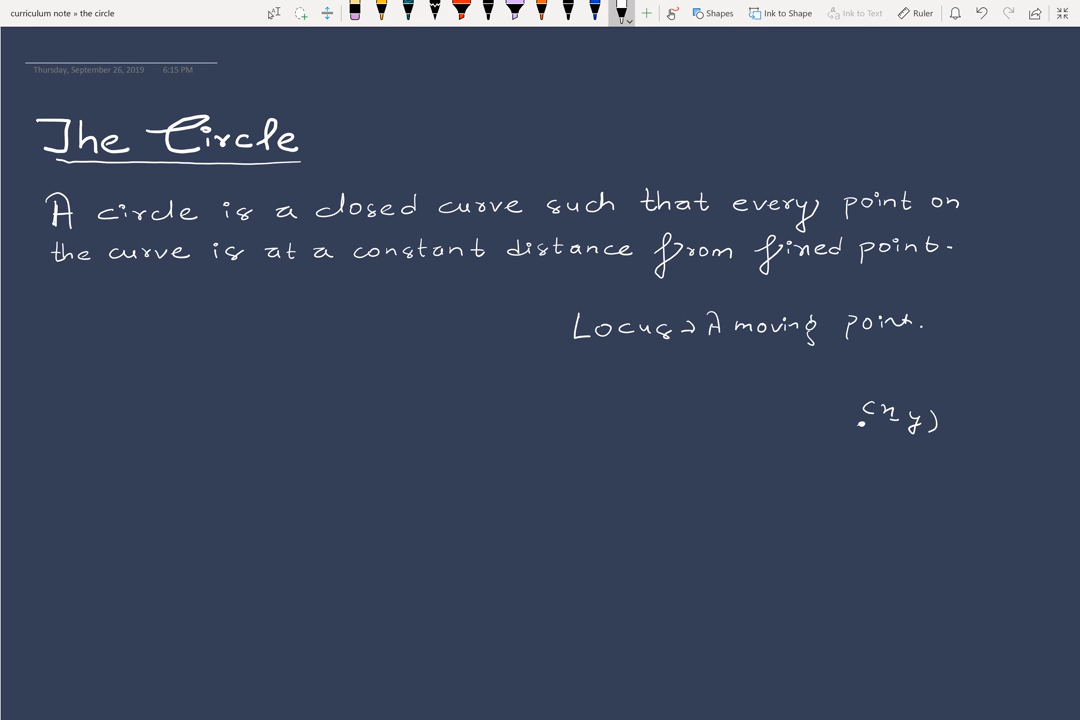 curriculum note » the circle
Shapes Ink to Shape Ink to Text Ruler
Thursday, September 26, 2019 6:15 PM
The Circle
A circle is a closed curve such that every point on
the curve is at a constant distance from fixed point.
Locus → A moving point.
(x, y)